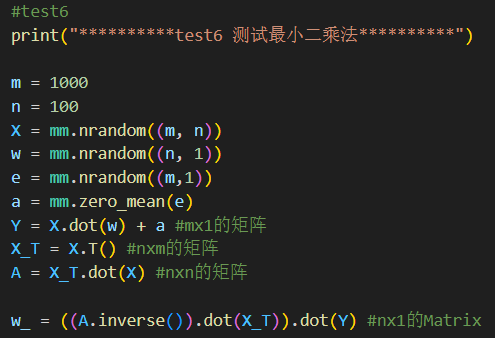 #test6
print("**********test6 测试最小二乘法**********")
m = 1000
n = 100
X = mm.nrandom((m, n))
w = mm.nrandom((n, 1))
e = mm.nrandom((m,1))
a = mm.zero_mean(e)
Y = X.dot(w) + a #mx1的矩阵
X_T = X.T() #nxm的矩阵
A = X_T.dot(X) #nxn的矩阵
w_ = ((A.inverse()).dot(X_T)).dot(Y) #nx1的Matrix